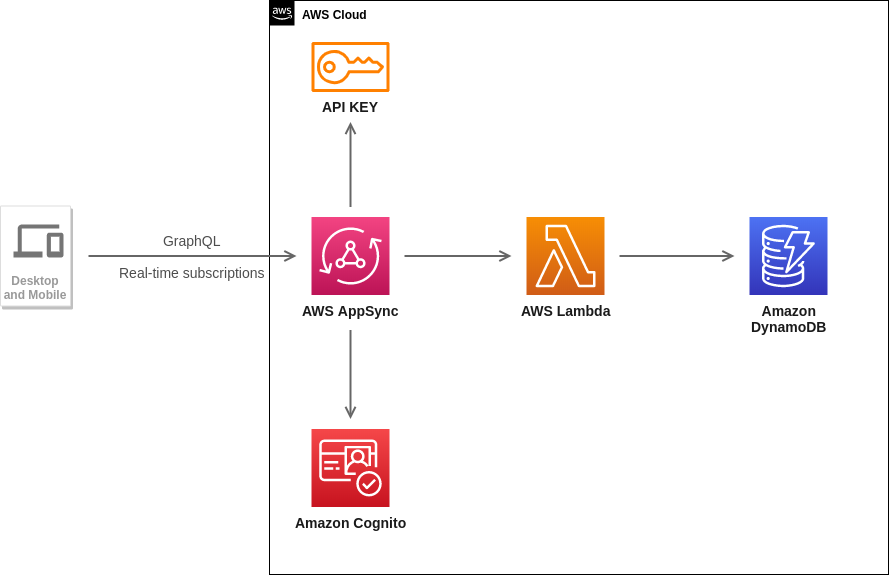 aws
AWS Cloud
API KEY
GraphQL
Real-time subscriptions
Desktop
and Mobile
AWS AppSync
AWS Lambda
Amazon
DynamoDB
Amazon Cognito